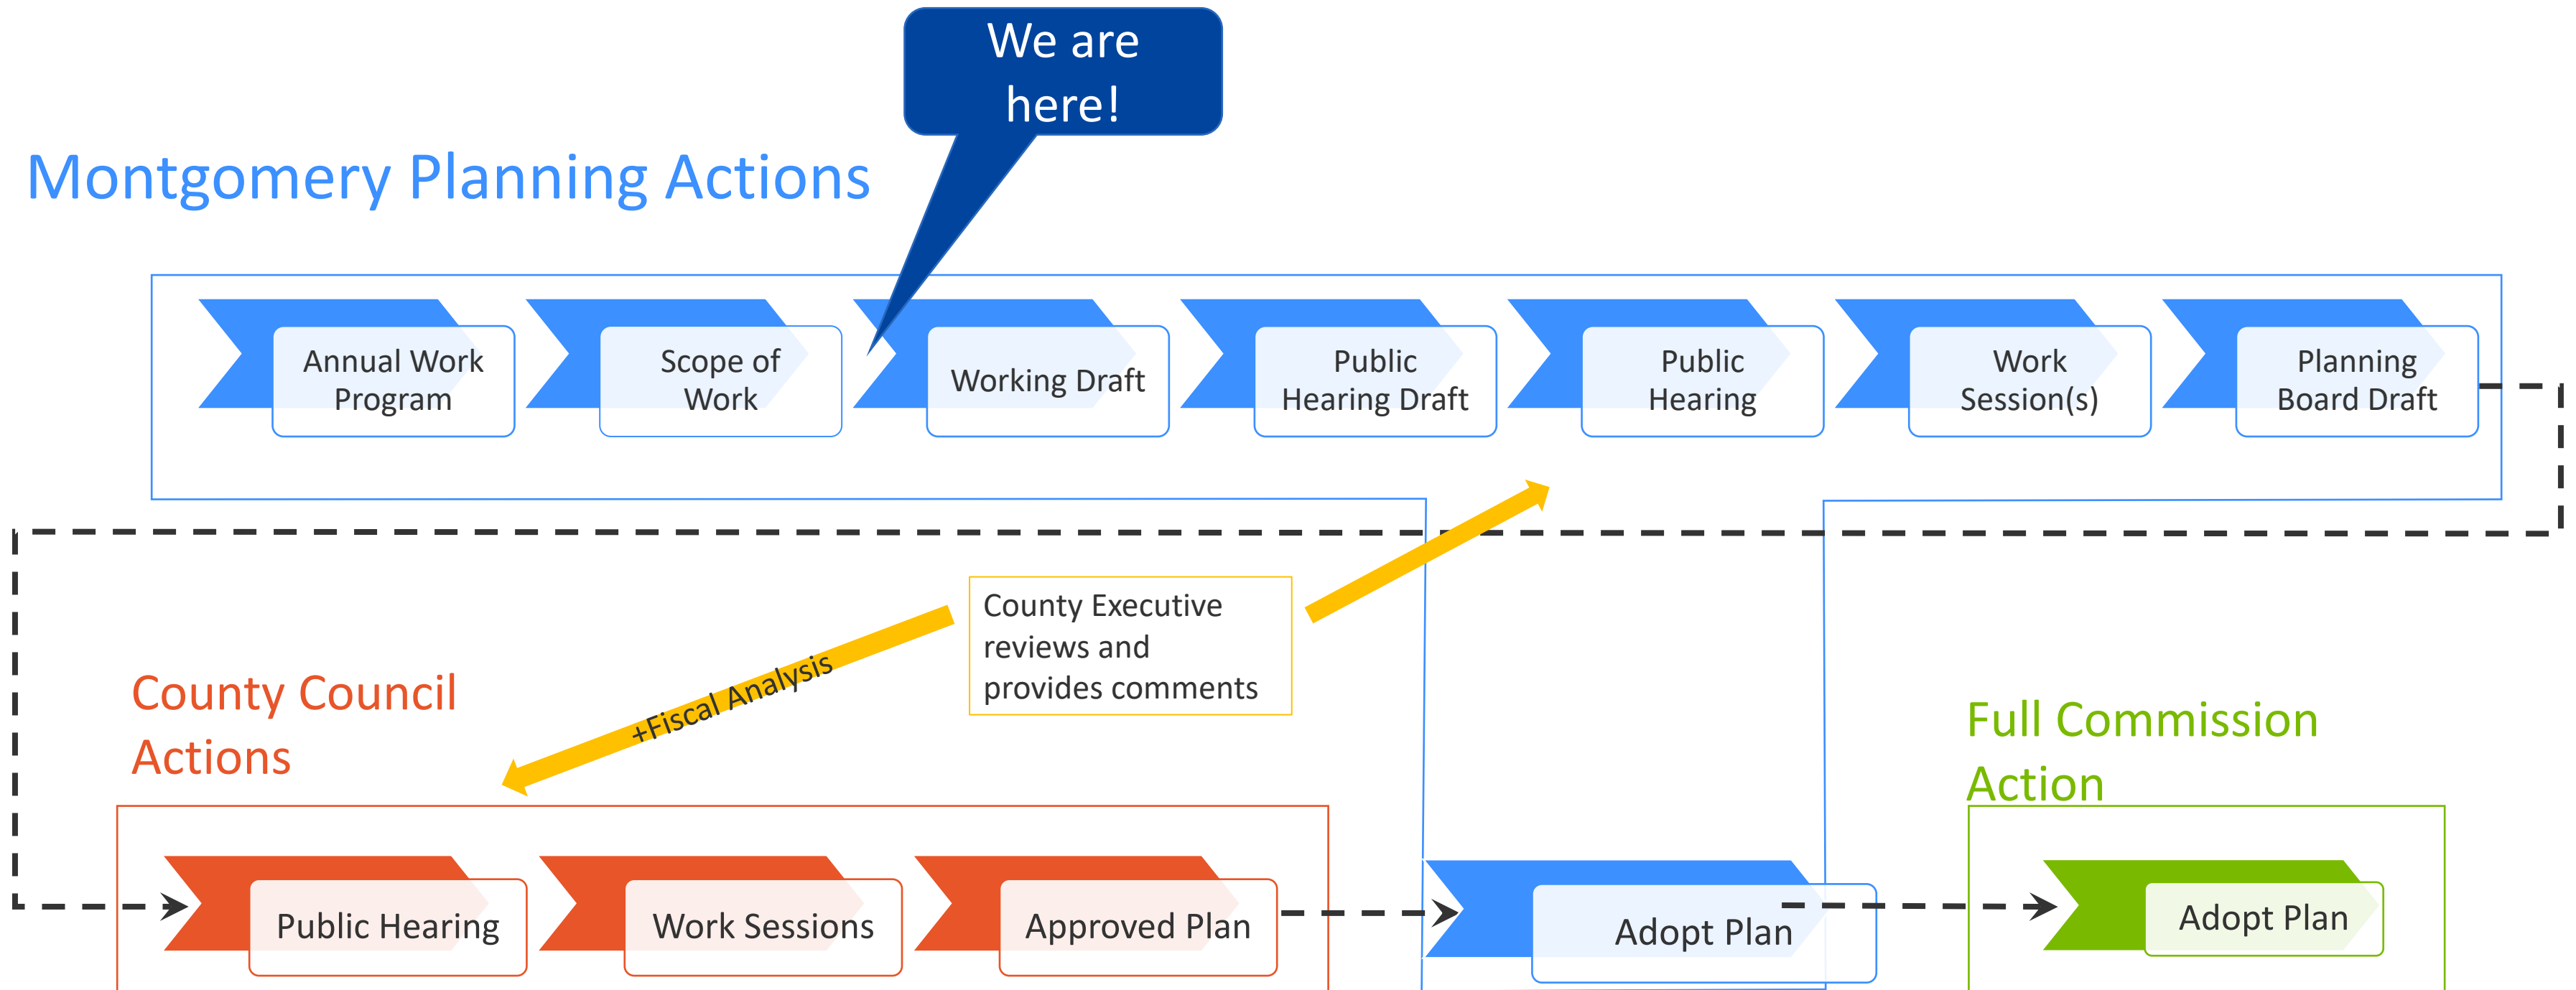 We are
here!
Montgomery Planning Actions
Annual Work
Program
Scope of
Work
Working Draft
Public
Hearing Draft
Public
Hearing
Work
Session(s)
Planning
Board Draft
County Executive
reviews and
provides comments
+Fiscal Analysis
County Council
Actions
Full Commission
Action
Public Hearing
Work Sessions
Approved Plan
Adopt Plan
Adopt Plan